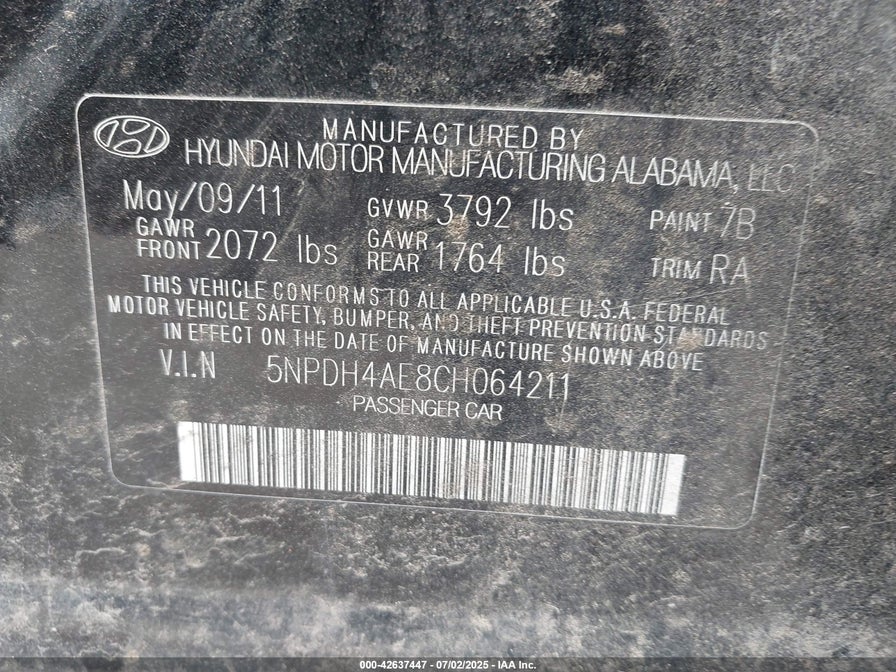 MANUFACTURED BY
HYUNDAI MOTOR MANUFACTURING ALABAMA, LLC
May/09/11 GVWR 3792 lbs PAINT 7B
GAWR FRONT 2072 lbs GAWR REAR 1764 lbs TRIM RA
THIS VEHICLE CONFORMS TO ALL APPLICABLE U.S.A. FEDERAL
MOTOR VEHICLE SAFETY, BUMPER, AND THEFT PREVENTION STANDARDS
IN EFFECT ON THE DATE OF MANUFACTURE SHOWN ABOVE
V.I.N 5NPDH4AE8CH064211
PASSENGER CAR
000-42637447 - 07/02/2025 - IAA Inc.